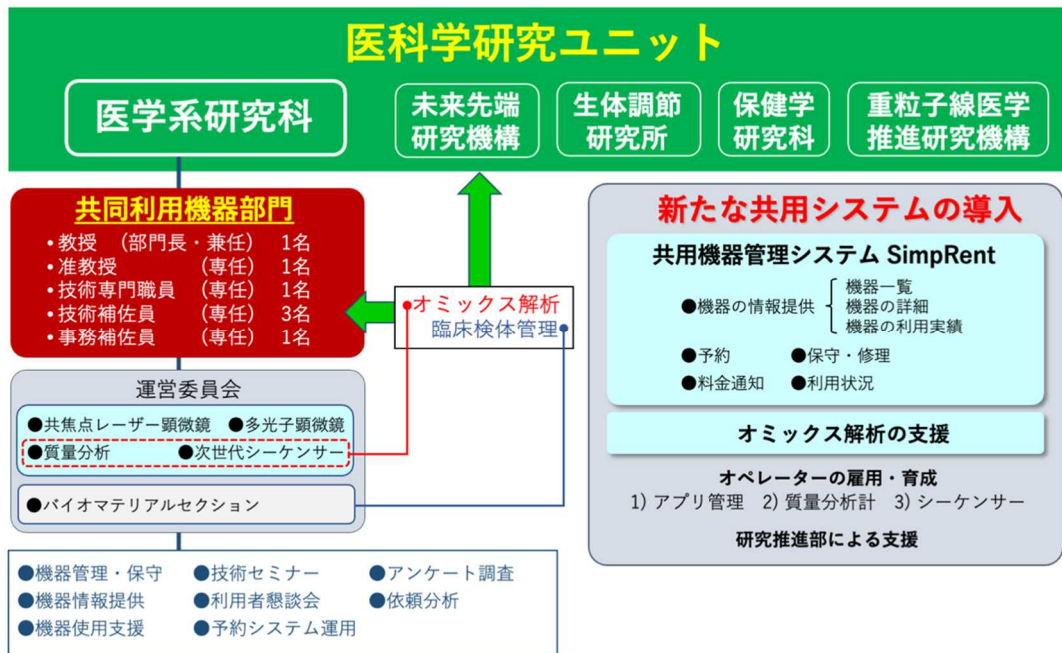 医科学研究ユニット
医学系研究科
未来先端
研究機構
生体調節
研究所
保健学
研究科
重粒子線医学
推進研究機構
共同利用機器部門
•教授 (部門長・兼任) 1名
•准教授 (専任) 1名
•技術専門職員 (専任) 1名
•技術補佐員 (専任) 3名
•事務補佐員 (専任) 1名
オミックス解析
臨床検体管理
運営委員会
●共焦点レーザー顕微鏡 ●多光子顕微鏡
●質量分析 ●次世代シーケンサー
●バイオマテリアルセクション
●機器管理・保守 ●技術セミナー ●アンケート調査
●機器情報提供 ●利用者懇談会 ●依頼分析
●機器使用支援 ●予約システム運用
新たな共用システムの導入
共用機器管理システム SimpRent
●機器の情報提供
機器一覧
機器の詳細
機器の利用実績
●予約 ●保守・修理
●料金通知 ●利用状況
オミックス解析の支援
オペレーターの雇用・育成
1) アプリ管理 2) 質量分析計 3) シーケンサー
研究推進部による支援